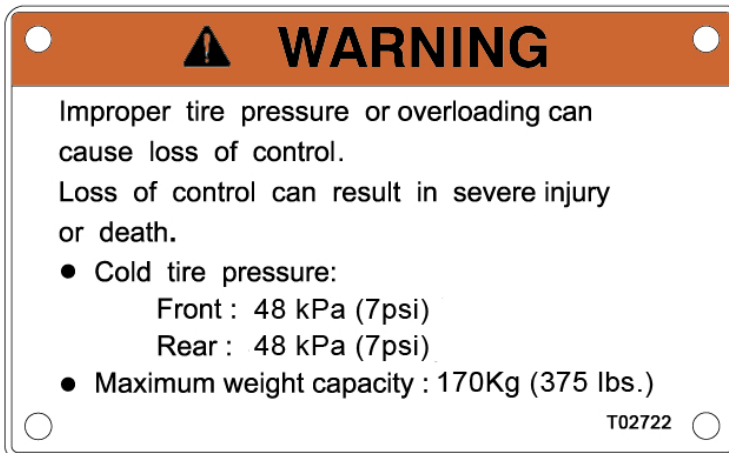 WARNING
Improper tire pressure or overloading can
cause loss of control.
Loss of control can result in severe injury
or death.
● Cold tire pressure:
Front : 48 kPa (7psi)
Rear : 48 kPa (7psi)
● Maximum weight capacity : 170Kg (375 lbs.)
T02722